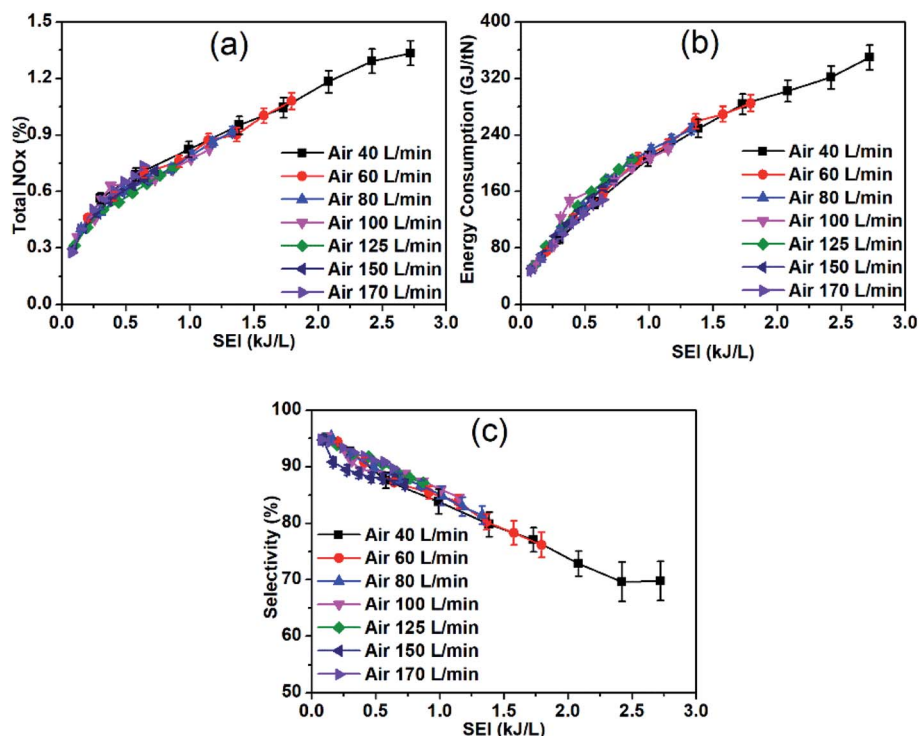 (a)
Total NOx (%)
1.5
1.2
0.9
0.6
0.3
0.0
Air 40 L/min
Air 60 L/min
Air 80 L/min
Air 100 L/min
Air 125 L/min
Air 150 L/min
Air 170 L/min
0.0 0.5 1.0 1.5 2.0 2.5 3.0
SEI (kJ/L)
(b)
Energy Consumption (GJ/tN)
400
320
240
160
80
0
Air 40 L/min
Air 60 L/min
Air 80 L/min
Air 100 L/min
Air 125 L/min
Air 150 L/min
Air 170 L/min
0.0 0.5 1.0 1.5 2.0 2.5 3.0
SEI (kJ/L)
(c)
Selectivity (%)
100
90
80
70
60
50
Air 40 L/min
Air 60 L/min
Air 80 L/min
Air 100 L/min
Air 125 L/min
Air 150 L/min
Air 170 L/min
0.0 0.5 1.0 1.5 2.0 2.5 3.0
SEI (kJ/L)